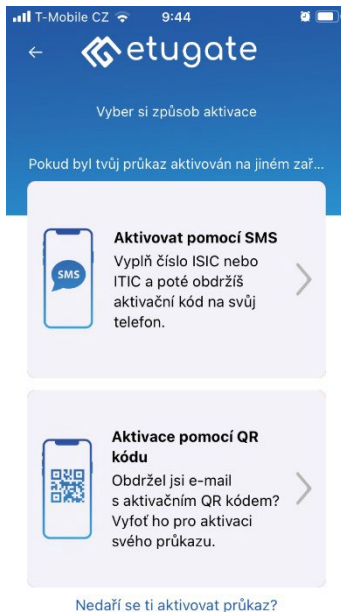 T-Mobile CZ 9:44
etugate
Vyber si způsob aktivace
Pokud byl tvůj průkaz aktivován na jiném zař...
Aktivovat pomocí SMS
SMS
Vyplň číslo ISIC nebo
ITIC a poté obdržíš
aktivační kód na svůj
telefon.
Aktivace pomocí QR
kódu
Obdržel jsi e-mail
s aktivačním QR kódem?
Vyfoť ho pro aktivaci
svého průkazu.
Nedaří se ti aktivovat průkaz?